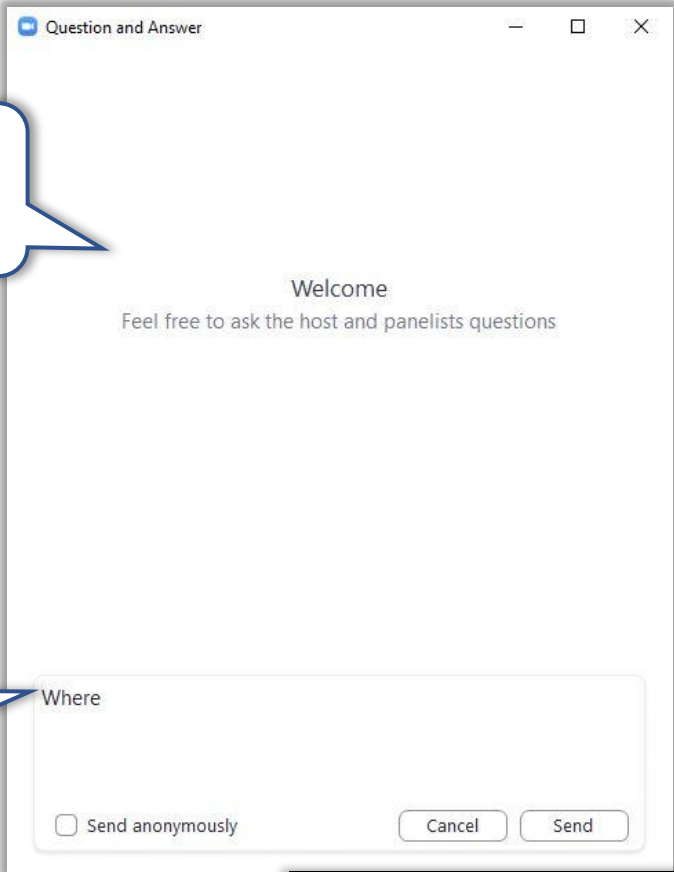 Question and Answer
Welcome
Feel free to ask the host and panelists questions
Where
Send anonymously
Cancel
Send